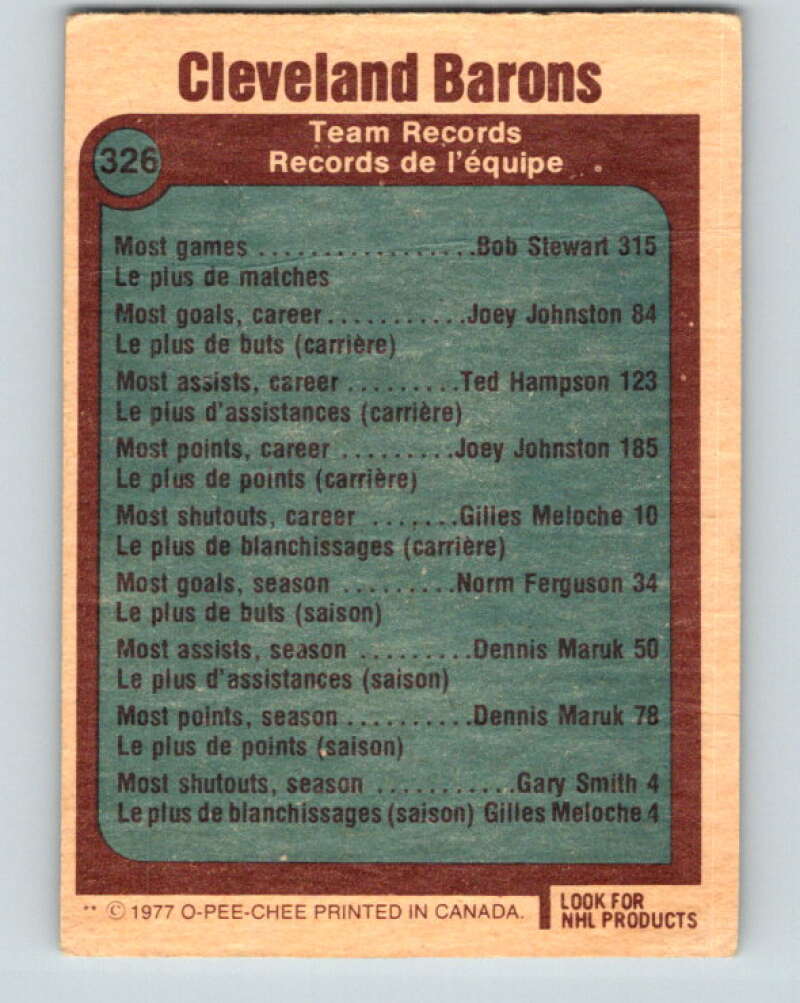 Cleveland Barons
326
Team Records
Records de l'équipe
Most games .................Bob Stewart 315
Le plus de matches
Most goals, career...........Joey Johnston 84
Le plus de buts (carrière)
Most assists, career .........Ted Hampson 123
Le plus d'assistances (carrière)
Most points, career .........Joey Johnston 185
Le plus de points (carrière)
Most shutouts, career .......Gilles Meloche 10
Le plus de blanchissages (carrière)
Most goals, season .........Norm Ferguson 34
Le plus de buts (saison)
Most assists, season .........Dennis Maruk 50
Le plus d'assistances (saison)
Most points, season ..........Dennis Maruk 78
Le plus de points (saison)
Most shutouts, season ...........Gary Smith 4
Le plus de blanchissages (saison) Gilles Meloche 4
** © 1977 O-PEE-CHEE PRINTED IN CANADA.
LOOK FOR
NHL PRODUCTS